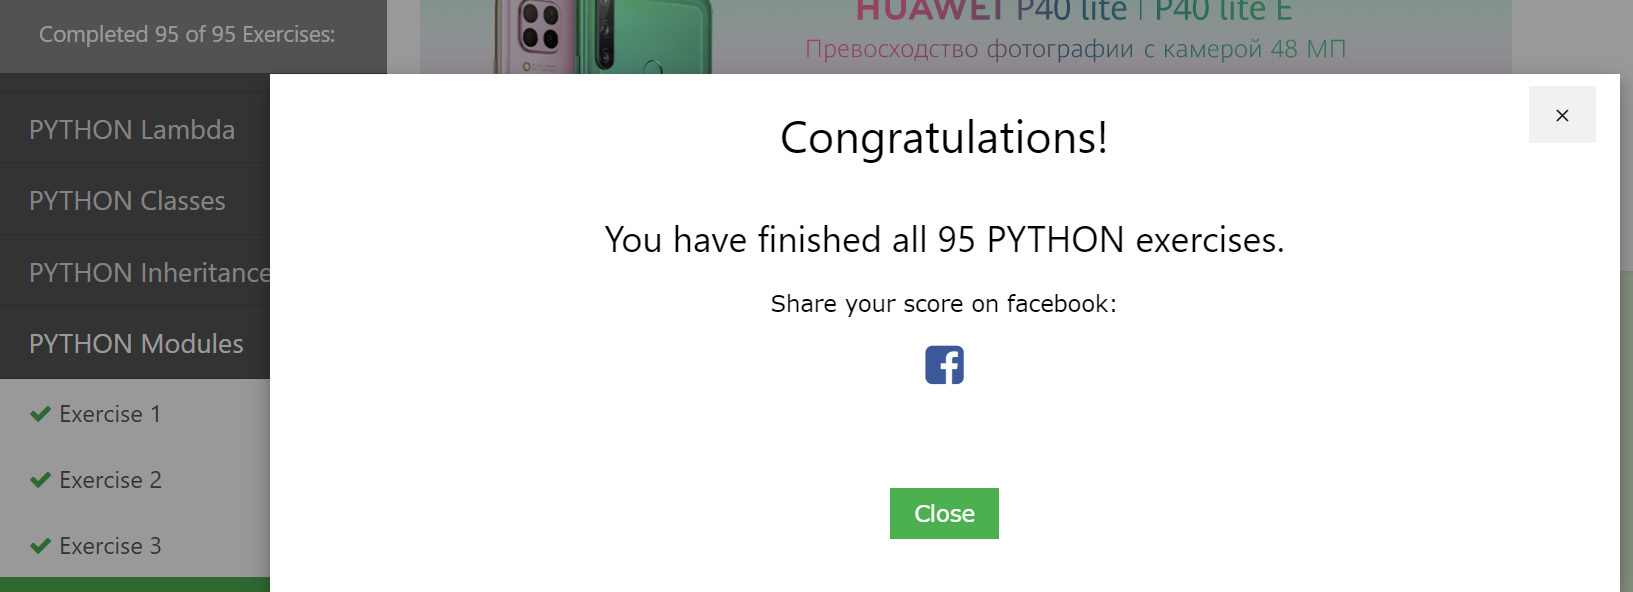 Completed 95 of 95 Exercises:
HUAWEI P40 lite | P40 lite E
Превосходство фотографии с камерой 48 МП
PYTHON Lambda
PYTHON Classes
PYTHON Inheritance
PYTHON Modules
Exercise 1
Exercise 2
Exercise 3
×
Congratulations!
You have finished all 95 PYTHON exercises.
Share your score on facebook:
Close